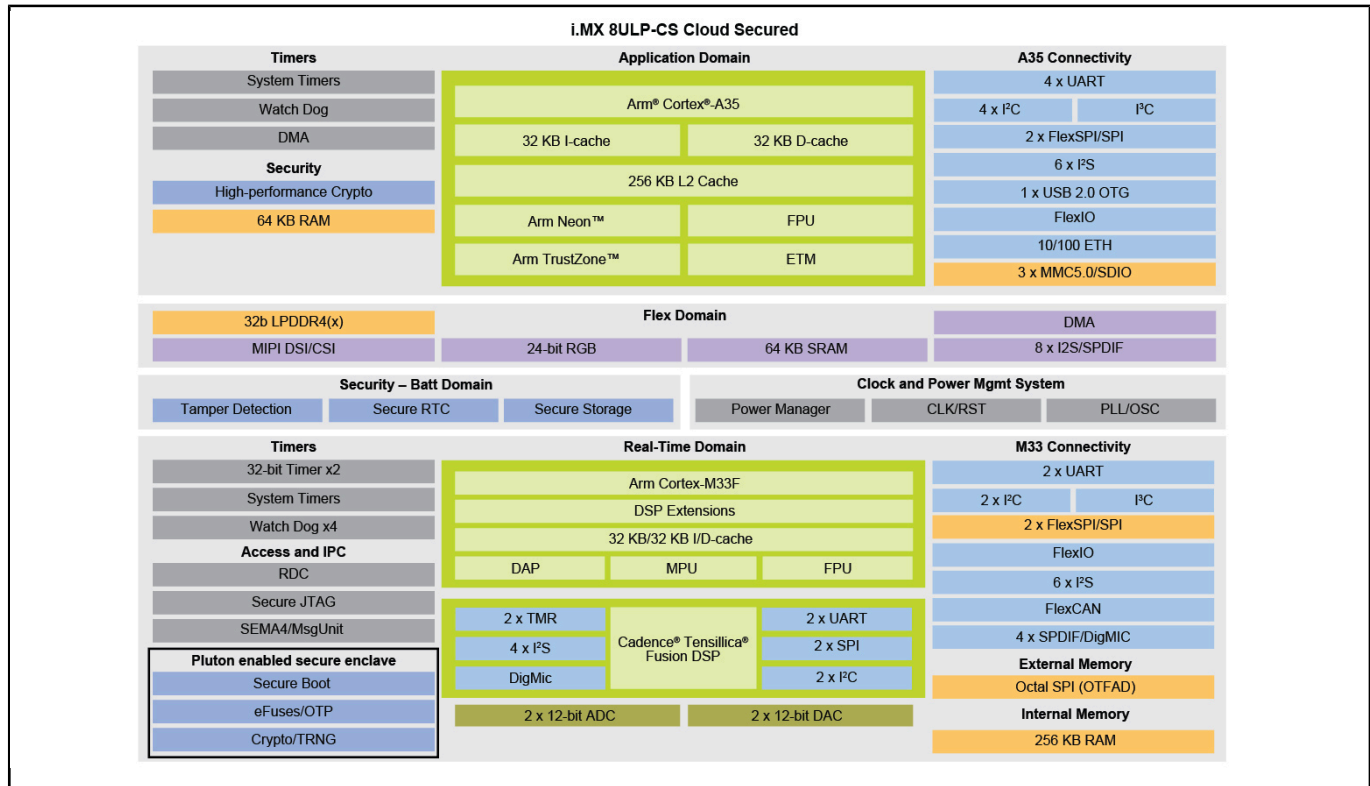 i.MX 8ULP-CS Cloud Secured
Timers
System Timers
Watch Dog
DMA
Security
High-performance Crypto
64 KB RAM
Application Domain
Arm® Cortex®-A35
32 KB I-cache
32 KB D-cache
256 KB L2 Cache
Arm Neon™
FPU
Arm TrustZone™
ETM
A35 Connectivity
4 x UART
4 x I²C
I³C
2 x FlexSPI/SPI
6 x I²S
1 x USB 2.0 OTG
FlexIO
10/100 ETH
3 x MMC5.0/SDIO
Flex Domain
32b LPDDR4(x)
DMA
MIPI DSI/CSI
24-bit RGB
64 KB SRAM
8 x I2S/SPDIF
Security – Batt Domain
Tamper Detection
Secure RTC
Secure Storage
Clock and Power Mgmt System
Power Manager
CLK/RST
PLL/OSC
Timers
32-bit Timer x2
System Timers
Watch Dog x4
Access and IPC
RDC
Secure JTAG
SEMA4/MsgUnit
Pluton enabled secure enclave
Secure Boot
eFuses/OTP
Crypto/TRNG
Real-Time Domain
Arm Cortex-M33F
DSP Extensions
32 KB/32 KB I/D-cache
DAP
MPU
FPU
2 x TMR
4 x I²S
DigMic
Cadence® Tensillica®
Fusion DSP
2 x UART
2 x SPI
2 x I²C
2 x 12-bit ADC
2 x 12-bit DAC
M33 Connectivity
2 x UART
2 x I²C
I³C
2 x FlexSPI/SPI
FlexIO
6 x I²S
FlexCAN
4 x SPDIF/DigMIC
External Memory
Octal SPI (OTFAD)
Internal Memory
256 KB RAM